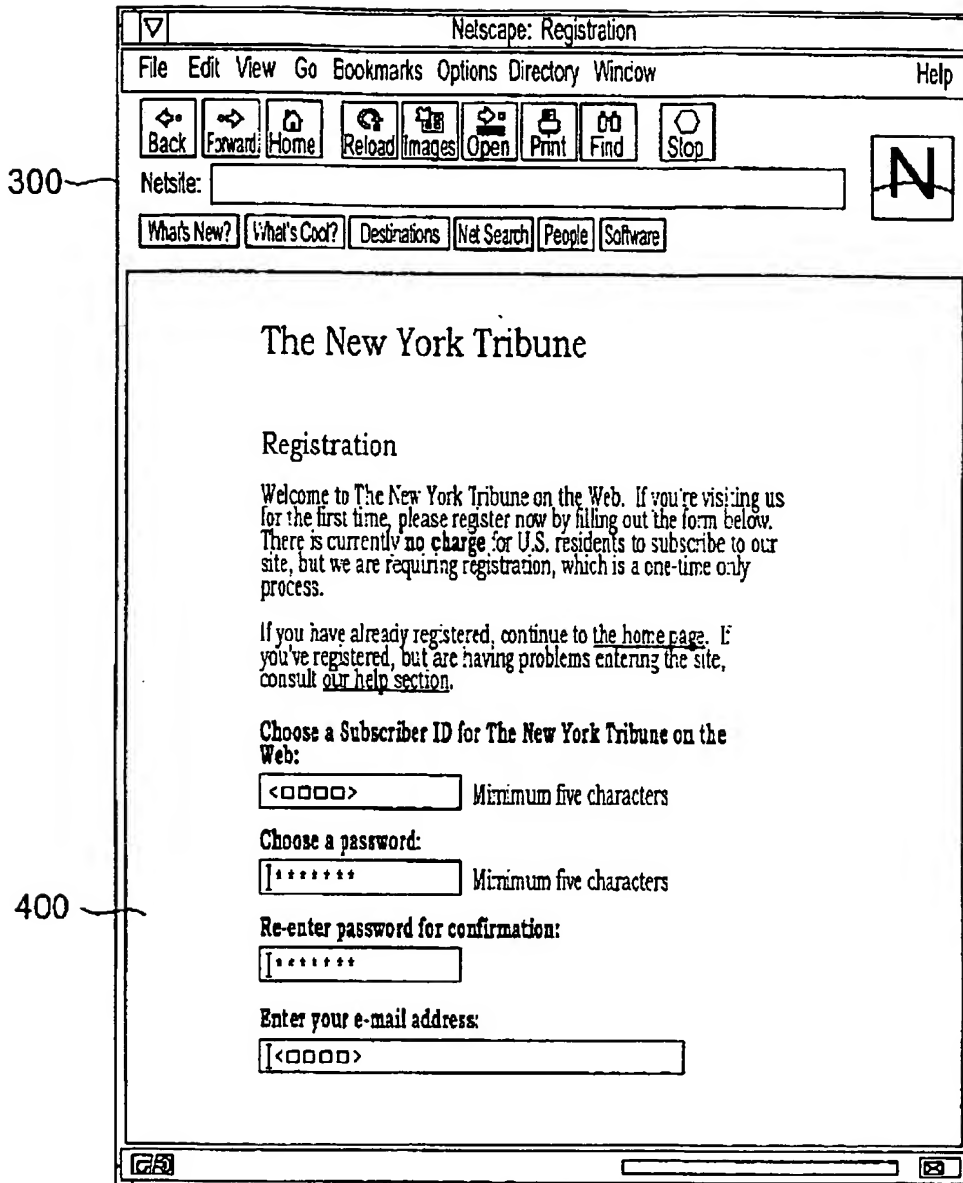 Netscape: Registration
File Edit View Go Bookmarks Options Directory Window Help
Back Forward Home Reload Images Open Print Find Stop
N
300
Netsite:
What's New? What's Cool? Destinations Net Search People Software
The New York Tribune
Registration
Welcome to The New York Tribune on the Web. If you're visiting us
for the first time, please register now by filling out the form below.
There is currently no charge for U.S. residents to subscribe to our
site, but we are requiring registration, which is a one-time only
process.
If you have already registered, continue to the home page. If
you've registered, but are having problems entering the site,
consult our help section.
Choose a Subscriber ID for The New York Tribune on the
Web:
<□□□□> Minimum five characters
Choose a password:
******* Minimum five characters
400
Re-enter password for confirmation:
*******
Enter your e-mail address:
<□□□□>